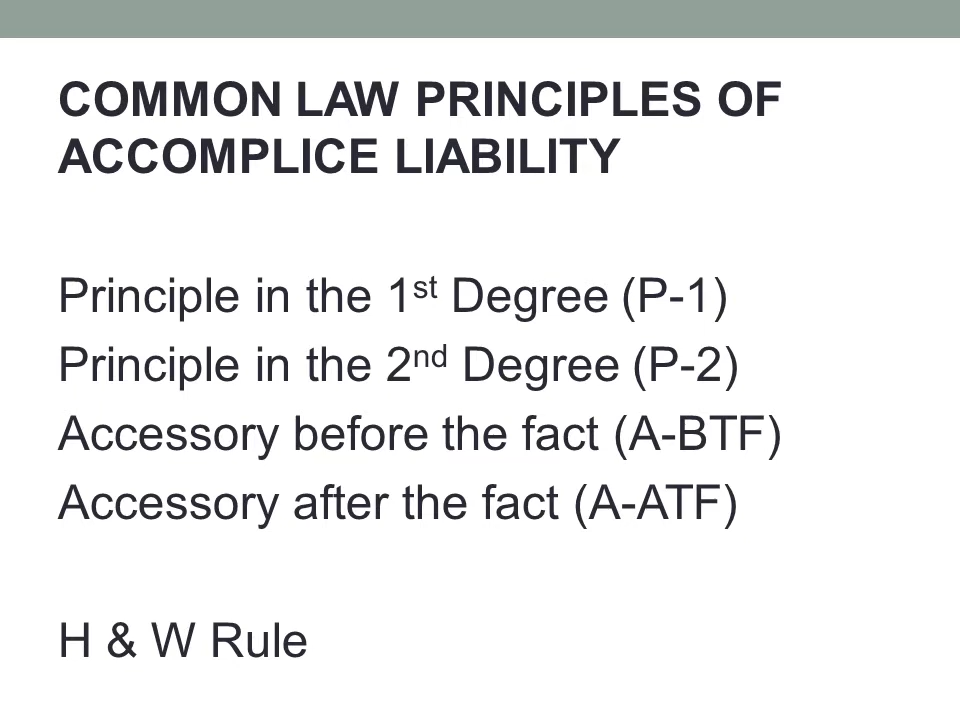 COMMON LAW PRINCIPLES OF
ACCOMPLICE LIABILITY
Principle in the 1st Degree (P-1)
Principle in the 2nd Degree (P-2)
Accessory before the fact (A-BTF)
Accessory after the fact (A-ATF)
H & W Rule